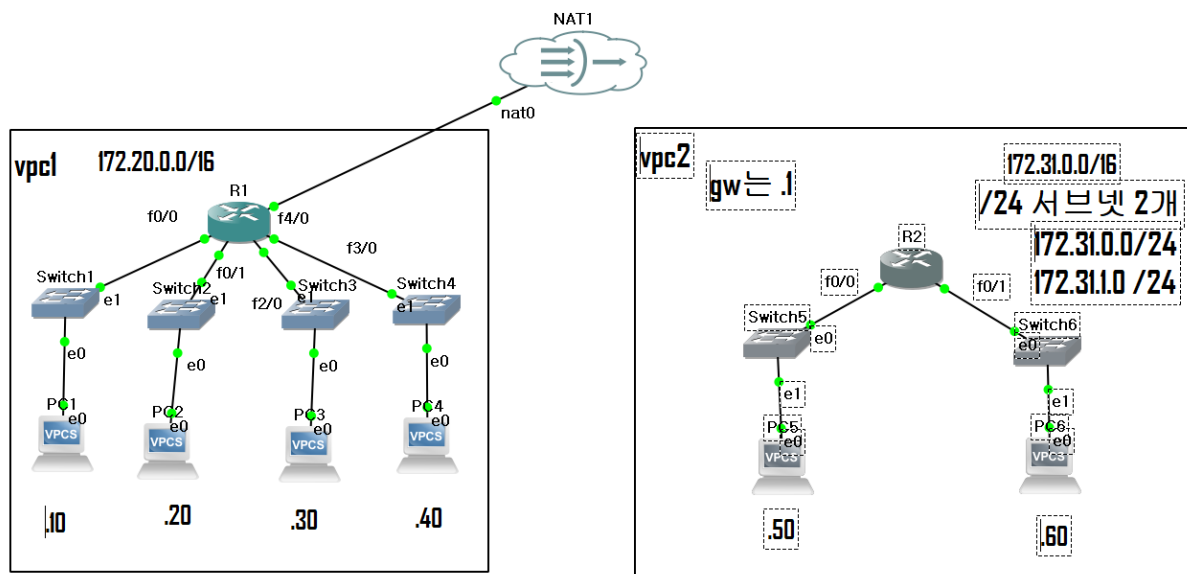 NAT1
nat0
vpc1
172.20.0.0/16
R1
f0/0
f4/0
f3/0
f0/1
f2/0
Switch1
e1
Switch2
e1
Switch3
e1
Switch4
e1
e0
e0
e0
e0
PC1
e0
PC2
e0
PC3
e0
PC4
e0
VPCS
VPCS
VPCS
VPCS
.10
.20
.30
.40
vpc2
gw는 .1
172.31.0.0/16
/24 서브넷 2개
172.31.0.0/24
172.31.1.0 /24
R2
f0/0
f0/1
Switch5
e0
Switch6
e0
e1
e1
PC5
e0
PC6
e0
VPCS
VPCS
.50
.60